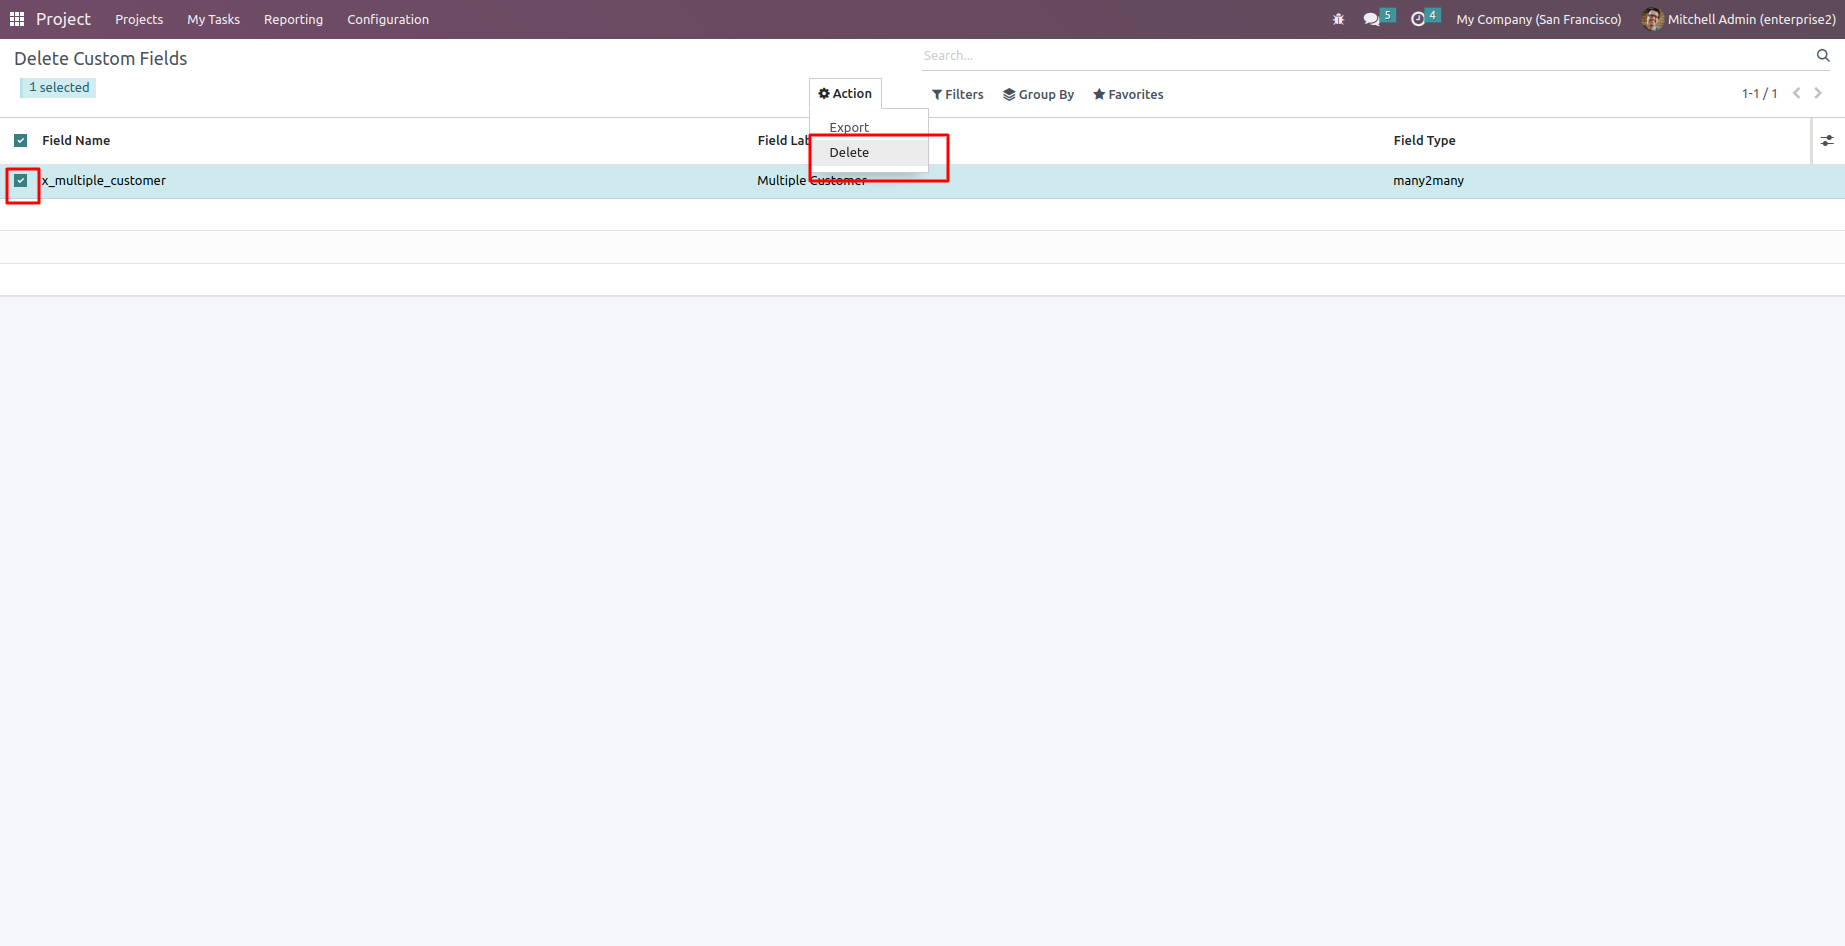 Project Projects My Tasks Reporting Configuration 5 4 My Company (San Francisco) Mitchell Admin (enterprise2)
Delete Custom Fields Search...
1 selected Action Filters Group By Favorites 1-1 / 1
Export
Field Name Field Lab Field Type
Delete
x_multiple_customer Multiple Customer many2many